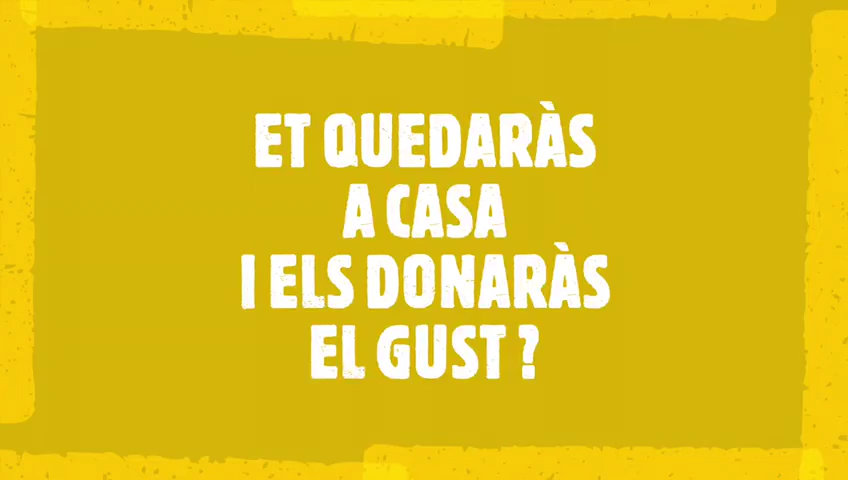 ET QUEDARÀS
A CASA
I ELS DONARÀS
EL GUST ?